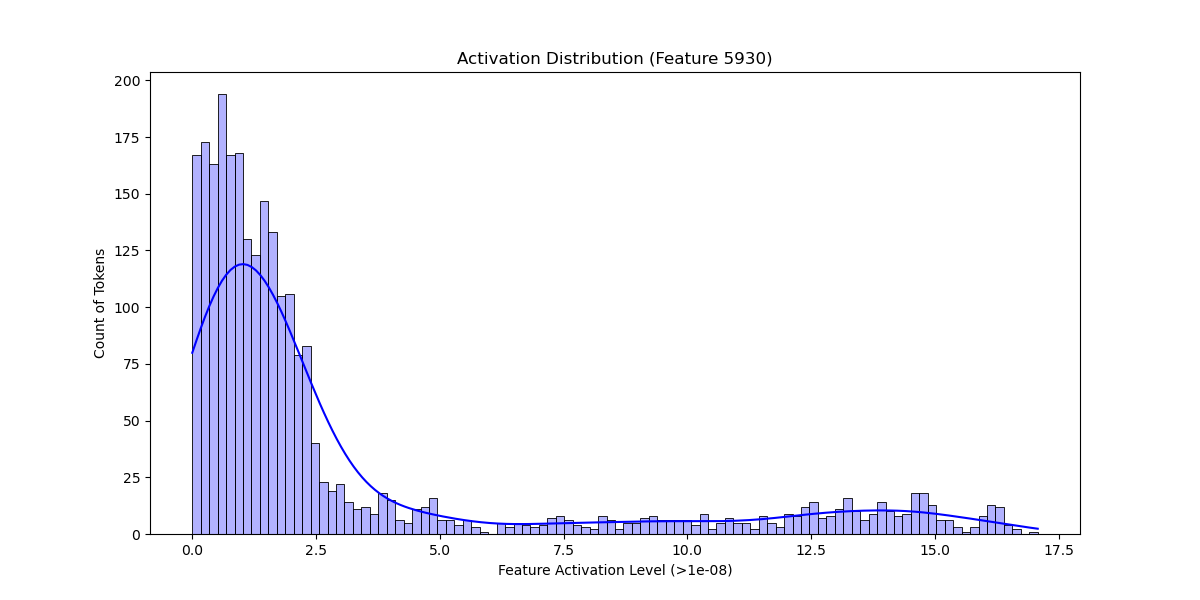 Activation Distribution (Feature 5930)
200
175
150
125
100
75
50
25
0
Count of Tokens
0.0 2.5 5.0 7.5 10.0 12.5 15.0 17.5
Feature Activation Level (>1e-08)